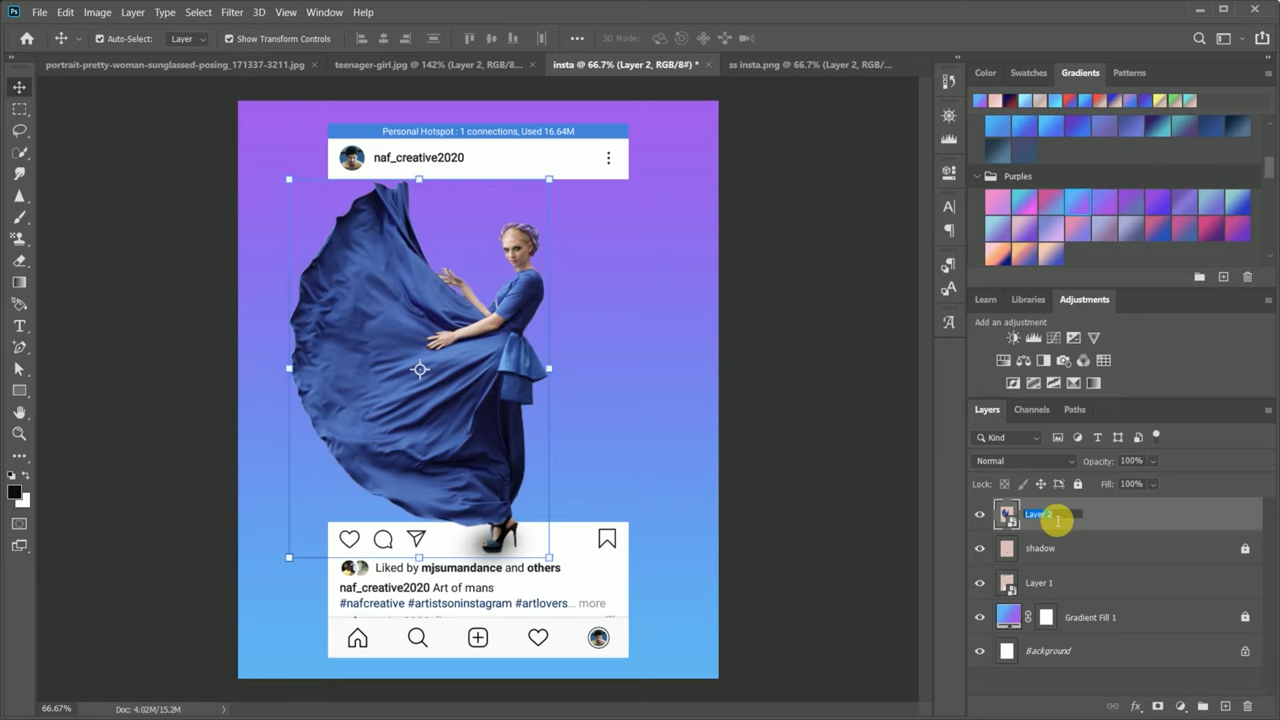 Ps File Edit Image Layer Type Select Filter 3D View Window Help
Auto-Select: Layer Show Transform Controls 3D Mode:
portrait-pretty-woman-sunglassed-posing_171337-3211.jpg
teenager-girl.jpg @ 142% (Layer 2, RGB/8...
insta @ 66.7% (Layer 2, RGB/8#) *
ss insta.png @ 66.7% (Layer 2, RGB/...
Color Swatches Gradients Patterns
Purples
Personal Hotspot : 1 connections, Used 16.64M
naf_creative2020
Liked by mjsumandance and others
naf_creative2020 Art of mans
#nafcreative #artistsoninstagram #artlovers... more
Learn Libraries Adjustments
Add an adjustment
Layers Channels Paths
Kind
Normal Opacity: 100%
Lock: Fill: 100%
Layer 2
shadow
Layer 1
Gradient Fill 1
Background
66.67% Doc: 4.02M/15.2M